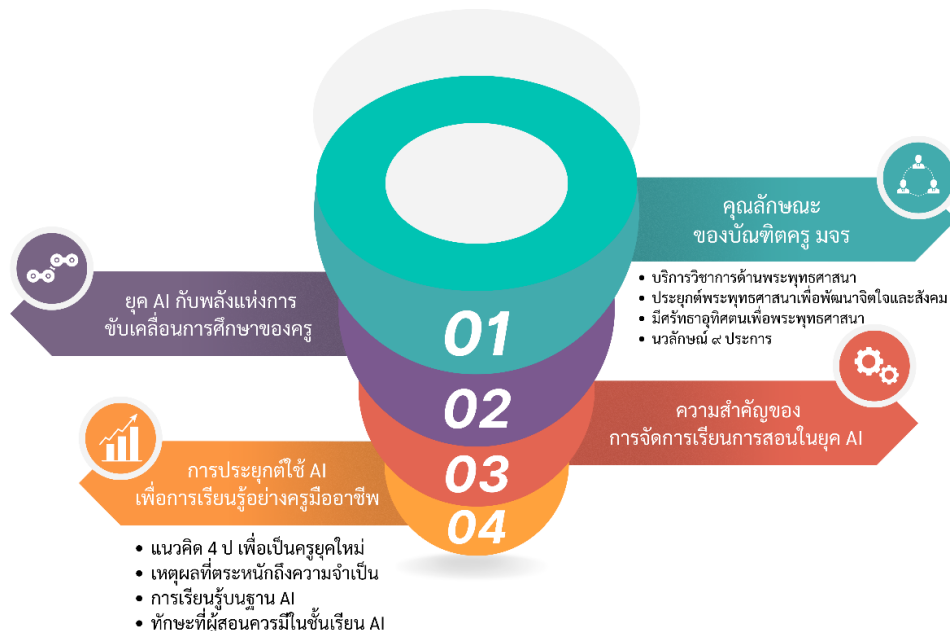 คุณลักษณะ
ของบัณฑิตครู มจร
• บริการวิชาการด้านพระพุทธศาสนา
• ประยุกต์พระพุทธศาสนาเพื่อพัฒนาจิตใจและสังคม
• มีศรัทธาอุทิศตนเพื่อพระพุทธศาสนา
• นวลักษณ์ ๙ ประการ
01
ยุค AI กับพลังแห่งการ
ขับเคลื่อนการศึกษาของครู
02
ความสำคัญของ
การจัดการเรียนการสอนในยุค AI
03
การประยุกต์ใช้ AI
เพื่อการเรียนรู้อย่างครูมืออาชีพ
04
• แนวคิด 4 ป เพื่อเป็นครูยุคใหม่
• เหตุผลที่ตระหนักถึงความจำเป็น
• การเรียนรู้บนฐาน AI
• ทักษะที่ผู้สอนควรมีในชั้นเรียน AI